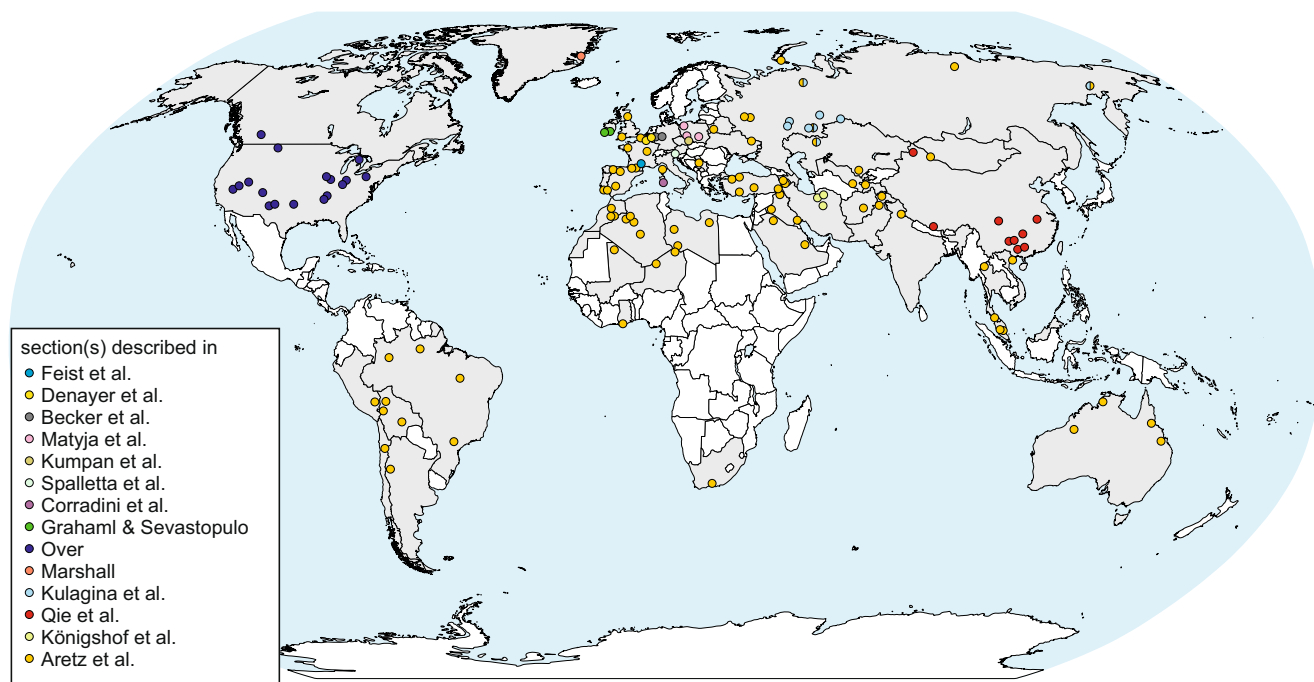 section(s) described in
Feist et al.
Denayer et al.
Becker et al.
Matyja et al.
Kumpan et al.
Spalletta et al.
Corradini et al.
Grahaml & Sevastopulo
Over
Marshall
Kulagina et al.
Qie et al.
Königshof et al.
Aretz et al.